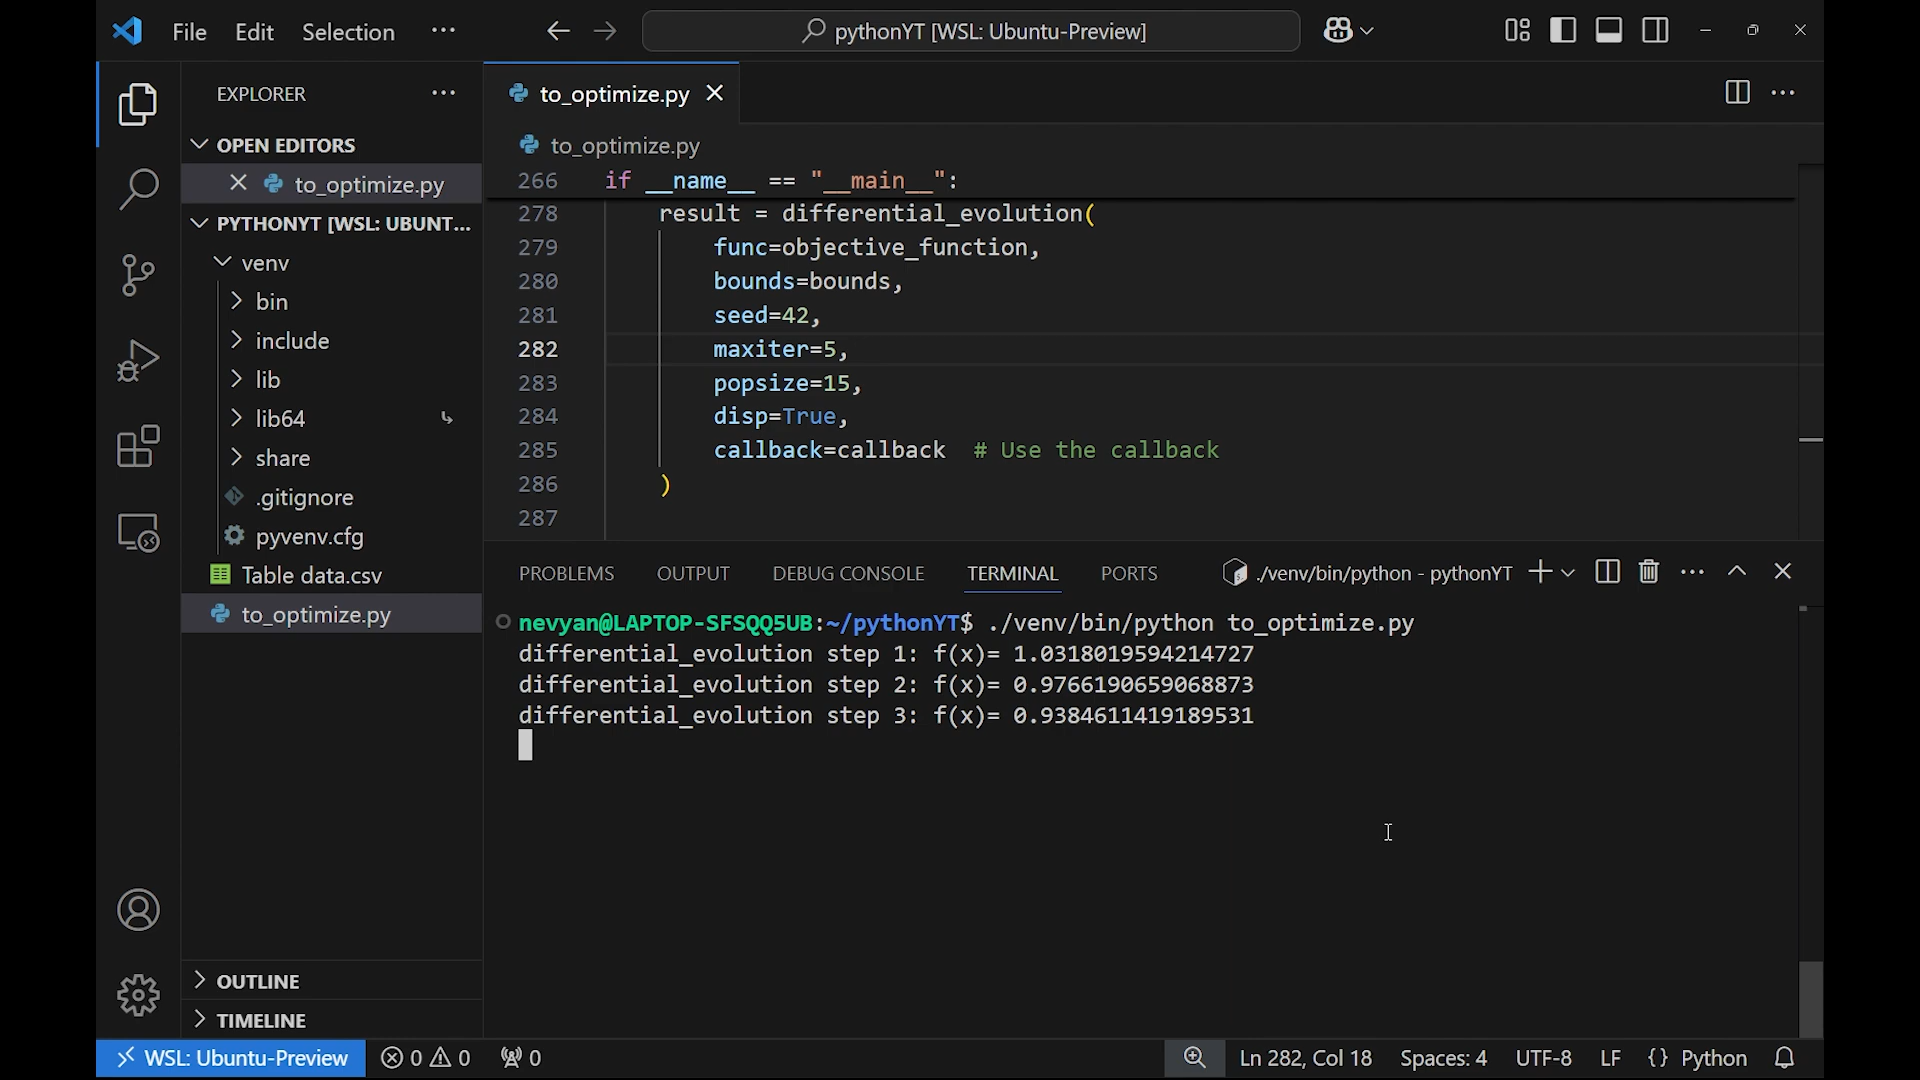 File Edit Selection ···
pythonYT [WSL: Ubuntu-Preview]
EXPLORER ···
OPEN EDITORS
to_optimize.py
PYTHONYT [WSL: UBUNT...
venv
bin
include
lib
lib64
share
.gitignore
pyvenv.cfg
Table data.csv
to_optimize.py
OUTLINE
TIMELINE
to_optimize.py
to_optimize.py
266 if __name__ == "__main__":
278 result = differential_evolution(
279 func=objective_function,
280 bounds=bounds,
281 seed=42,
282 maxiter=5,
283 popsize=15,
284 disp=True,
285 callback=callback # Use the callback
286 )
287
PROBLEMS OUTPUT DEBUG CONSOLE TERMINAL PORTS ./venv/bin/python - pythonYT
nevyan@LAPTOP-SFSQQ5UB:~/pythonYT$ ./venv/bin/python to_optimize.py
differential_evolution step 1: f(x)= 1.0318019594214727
differential_evolution step 2: f(x)= 0.9766190659068873
differential_evolution step 3: f(x)= 0.9384611419189531
WSL: Ubuntu-Preview 0 0 0 Ln 282, Col 18 Spaces: 4 UTF-8 LF {} Python